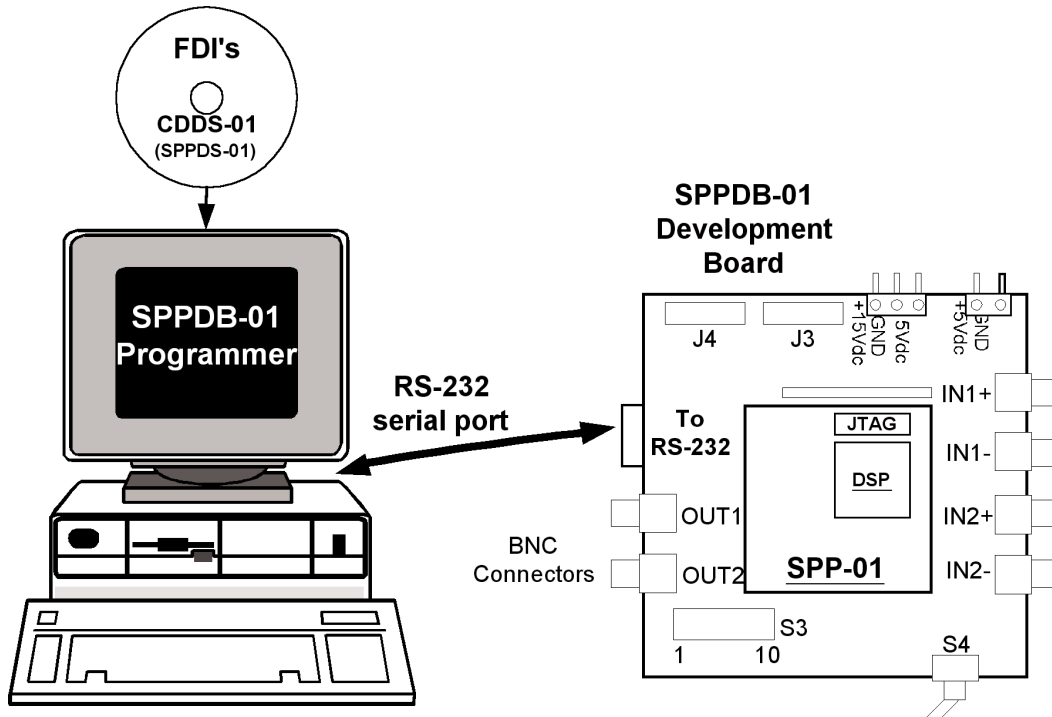 FDI's
CDDS-01
(SPPDS-01)
SPPDB-01
Programmer
RS-232
serial port
SPPDB-01
Development
Board
J4
J3
+15Vdc
GND
5Vdc
+5Vdc
GND
To
RS-232
JTAG
DSP
SPP-01
IN1+
IN1-
IN2+
IN2-
OUT1
OUT2
BNC
Connectors
S3
1 10
S4